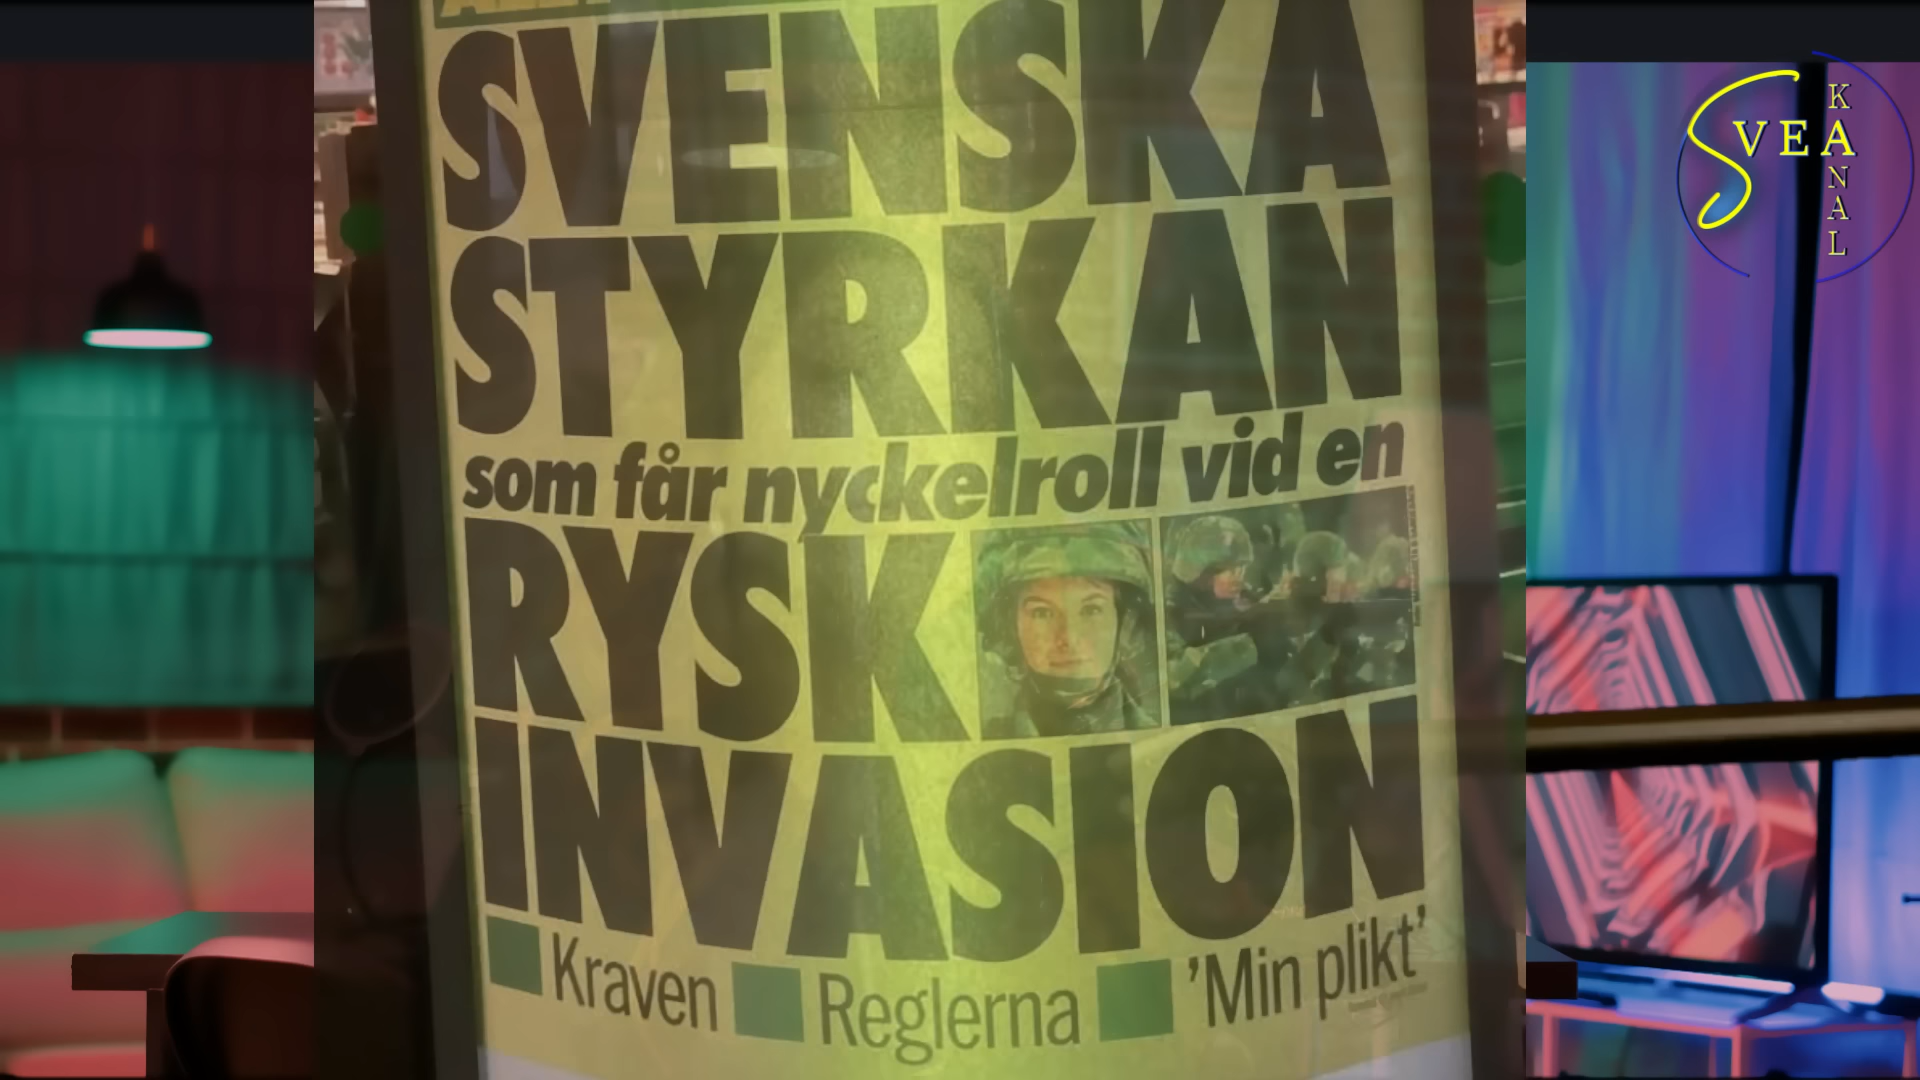 SVENSKA
STYRKAN
som får nyckelroll vid en
RYSK
INVASION
Kraven Reglerna 'Min plikt'
SVEA
KANAL